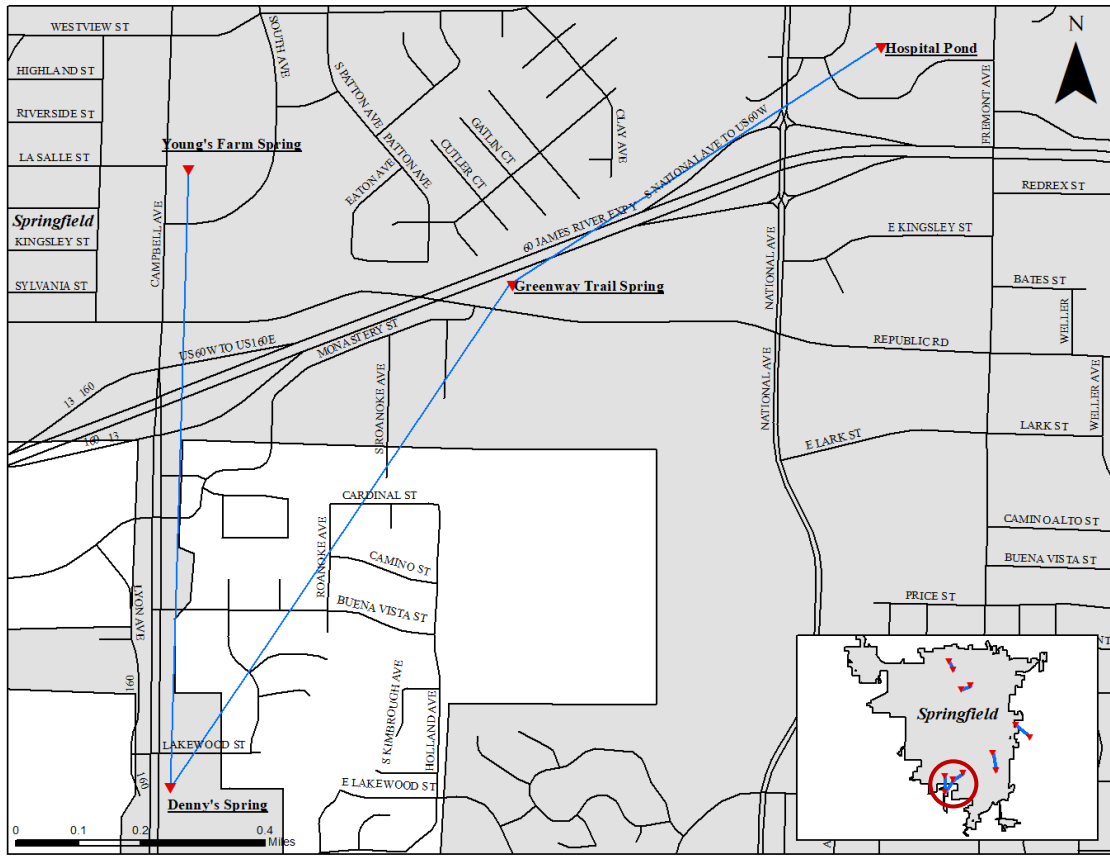 WESTVIEW ST
SOUTH AVE
HIGHLAND ST
RIVERSIDE ST
S PATTON AVE
PATTON AVE
CLAY AVE
GATLIN CT
CUTLER CT
EATON AVE
Hospital Pond
N
FREMONT AVE
Young's Farm Spring
LA SALLE ST
S NATIONAL AVE TO US60W
REDREX ST
Springfield
KINGSLEY ST
CAMPBELL AVE
60 JAMES RIVER EXPY
E KINGSLEY ST
SYLVANIA ST
Greenway Trail Spring
NATIONAL AVE
BATES ST
WELLER
US60W TO US160E
MONASTERY ST
REPUBLIC RD
13 160
160 13
S ROANOKE AVE
NATIONAL AVE
WELLER AVE
E LARK ST
LARK ST
CARDINAL ST
ROANOKE AVE
CAMINO ST
CAMINO ALTO ST
BUENA VISTA ST
BUENA VISTA ST
LYON AVE
PRICE ST
160
S KIMBROUGH AVE
HOLLAND AVE
LAKEWOOD ST
160
E LAKEWOOD ST
Denny's Spring
Springfield
0 0.1 0.2 0.4
Miles